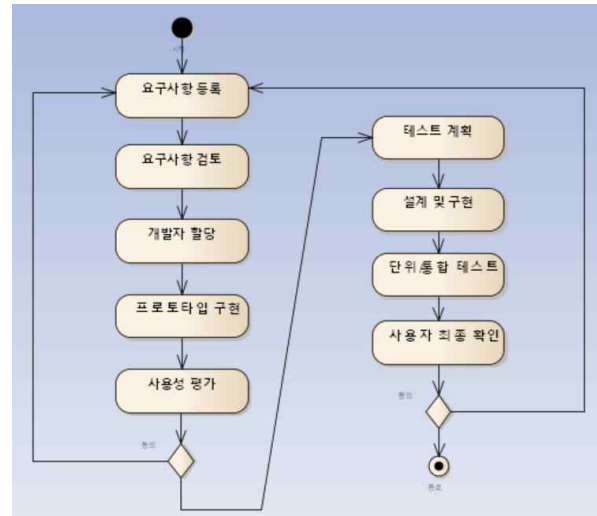 요구사항 등록
요구사항 검토
개발자 할당
프로토타입 구현
사용성 평가
테스트 계획
설계 및 구현
단위/통합 테스트
사용자 최종 확인
종료